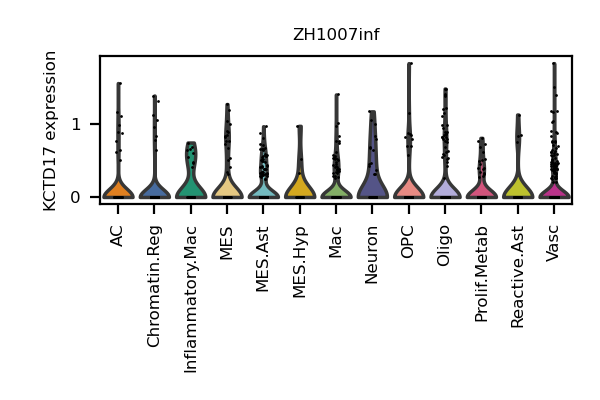 ZH1007inf
KCTD17 expression
1
0
AC
Chromatin.Reg
Inflammatory.Mac
MES
MES.Ast
MES.Hyp
Mac
Neuron
OPC
Oligo
Prolif.Metab
Reactive.Ast
Vasc